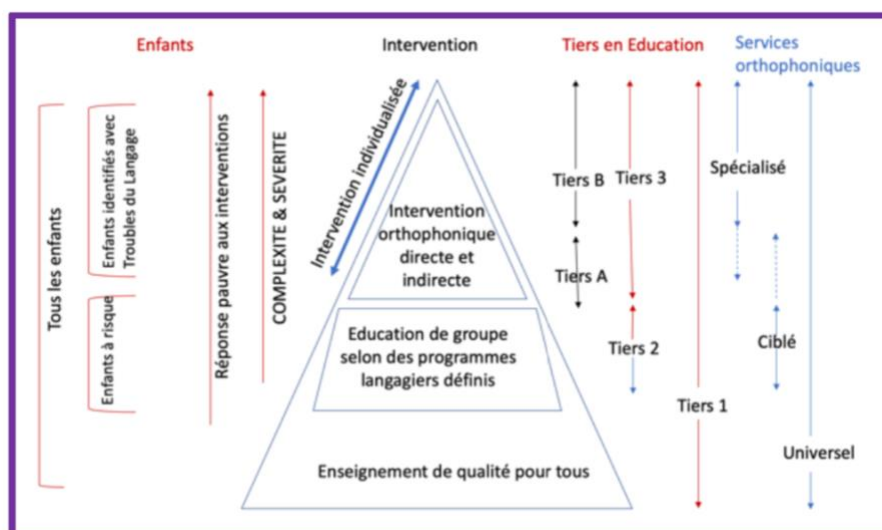 Enfants
Intervention
Tiers en Education
Services
orthophoniques
Tous les enfants
Enfants identifiés avec
Troubles du Langage
Enfants à risque
Réponse pauvre aux interventions
COMPLEXITE & SEVERITE
Intervention individualisée
Intervention
orthophonique
directe et
indirecte
Education de groupe
selon des programmes
langagiers définis
Enseignement de qualité pour tous
Tiers B
Tiers A
Tiers 3
Tiers 2
Tiers 1
Spécialisé
Ciblé
Universel